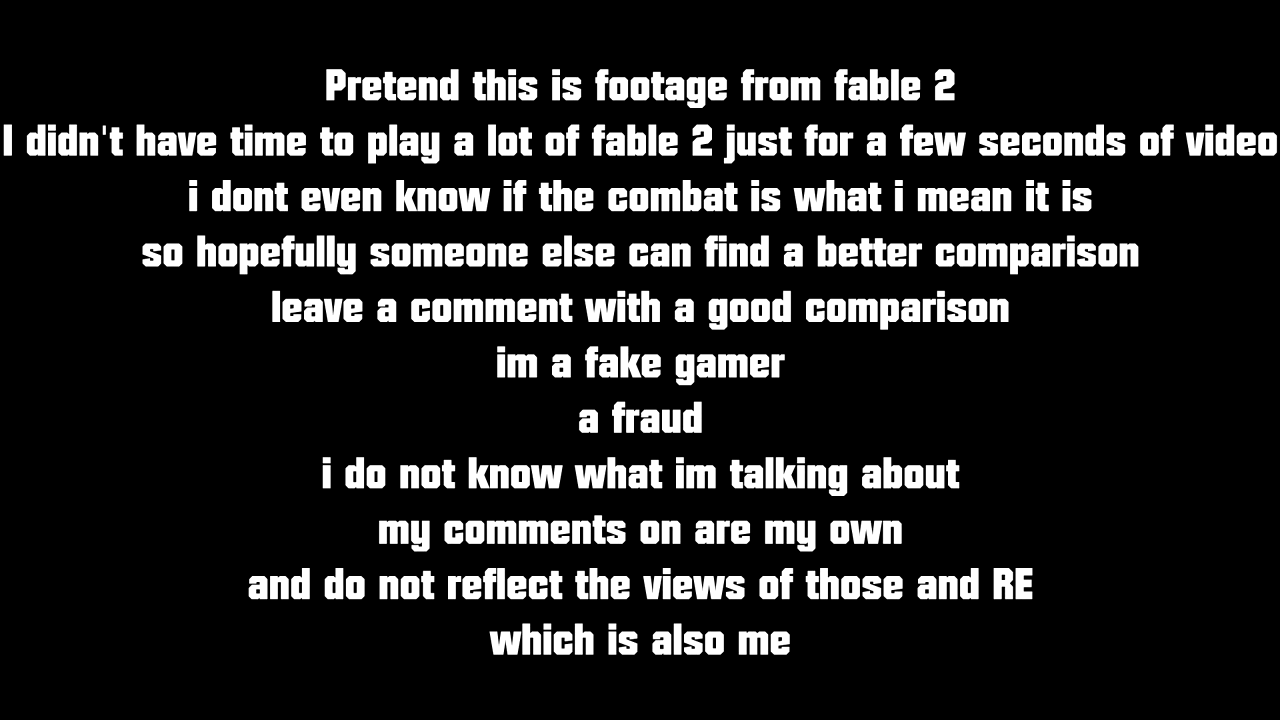 Pretend this is footage from fable 2
I didn't have time to play a lot of fable 2 just for a few seconds of video
i dont even know if the combat is what i mean it is
so hopefully someone else can find a better comparison
leave a comment with a good comparison
im a fake gamer
a fraud
i do not know what im talking about
my comments on are my own
and do not reflect the views of those and RE
which is also me